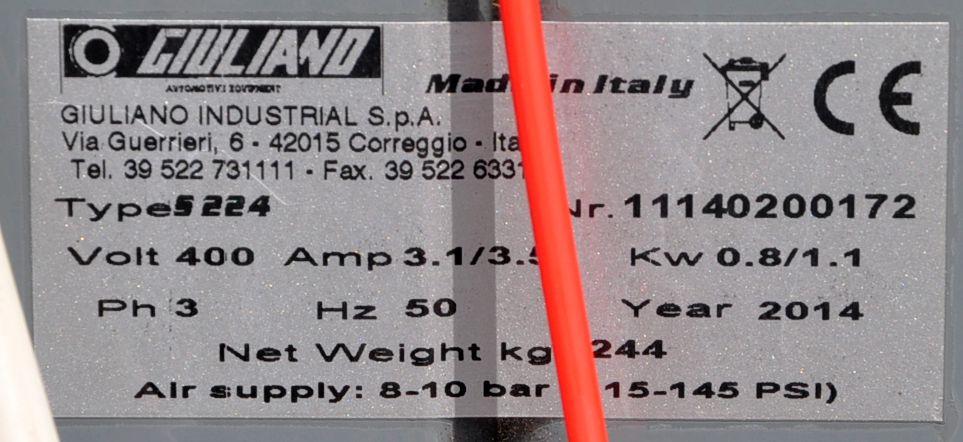 GIULIANO
AUTOMOTIVE EQUIPMENT
Made in Italy
CE
GIULIANO INDUSTRIAL S.p.A.
Via Guerrieri, 6 - 42015 Correggio - Ita
Tel. 39 522 731111 - Fax. 39 522 6331
Type S 224 Nr. 11140200172
Volt 400 Amp 3.1/3.5 Kw 0.8/1.1
Ph 3 Hz 50 Year 2014
Net Weight kg 244
Air supply: 8-10 bar 15-145 PSI)